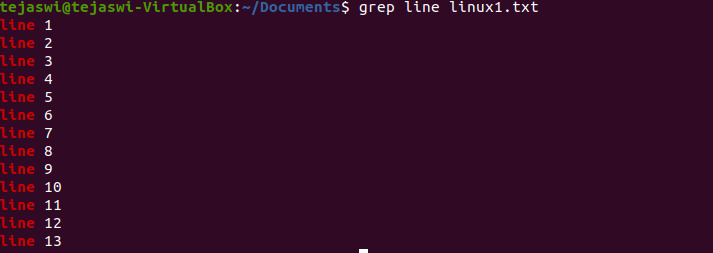 tejaswi@tejaswi-VirtualBox:~/Documents$ grep line linux1.txt
line 1
line 2
line 3
line 4
line 5
line 6
line 7
line 8
line 9
line 10
line 11
line 12
line 13